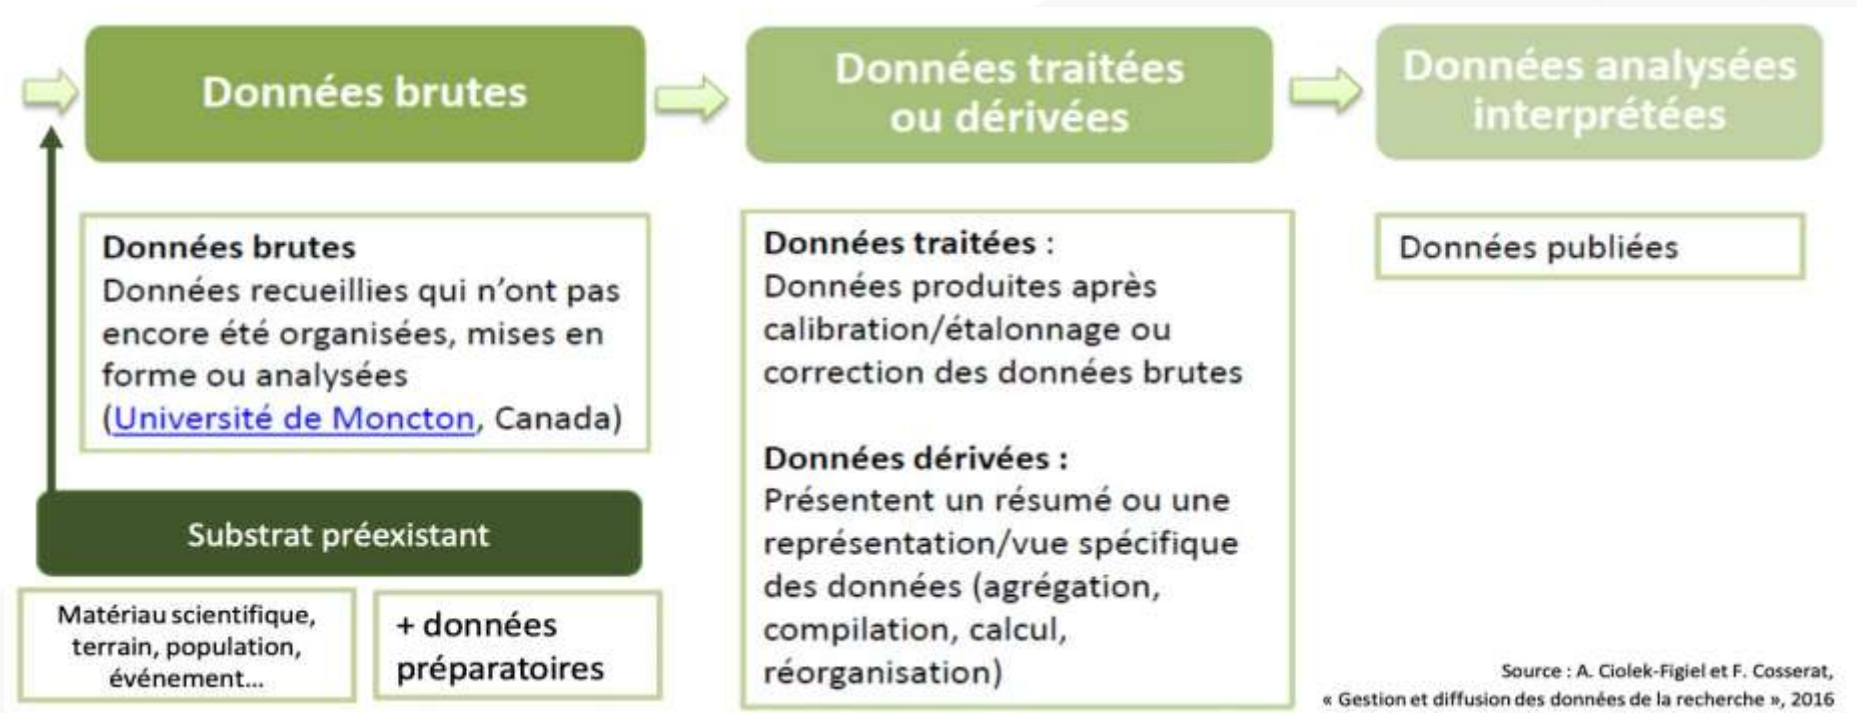 Données brutes
Données traitées
ou dérivées
Données analysées
interprétées
Données brutes
Données recueillies qui n'ont pas
encore été organisées, mises en
forme ou analysées
(Université de Moncton, Canada)
Substrat préexistant
Matériau scientifique,
terrain, population,
événement...
+ données
préparatoires
Données traitées :
Données produites après
calibration/étalonnage ou
correction des données brutes
Données dérivées :
Présentent un résumé ou une
représentation/vue spécifique
des données (agrégation,
compilation, calcul,
réorganisation)
Données publiées
Source : A. Ciolek-Figiel et F. Cosserat,
« Gestion et diffusion des données de la recherche », 2016